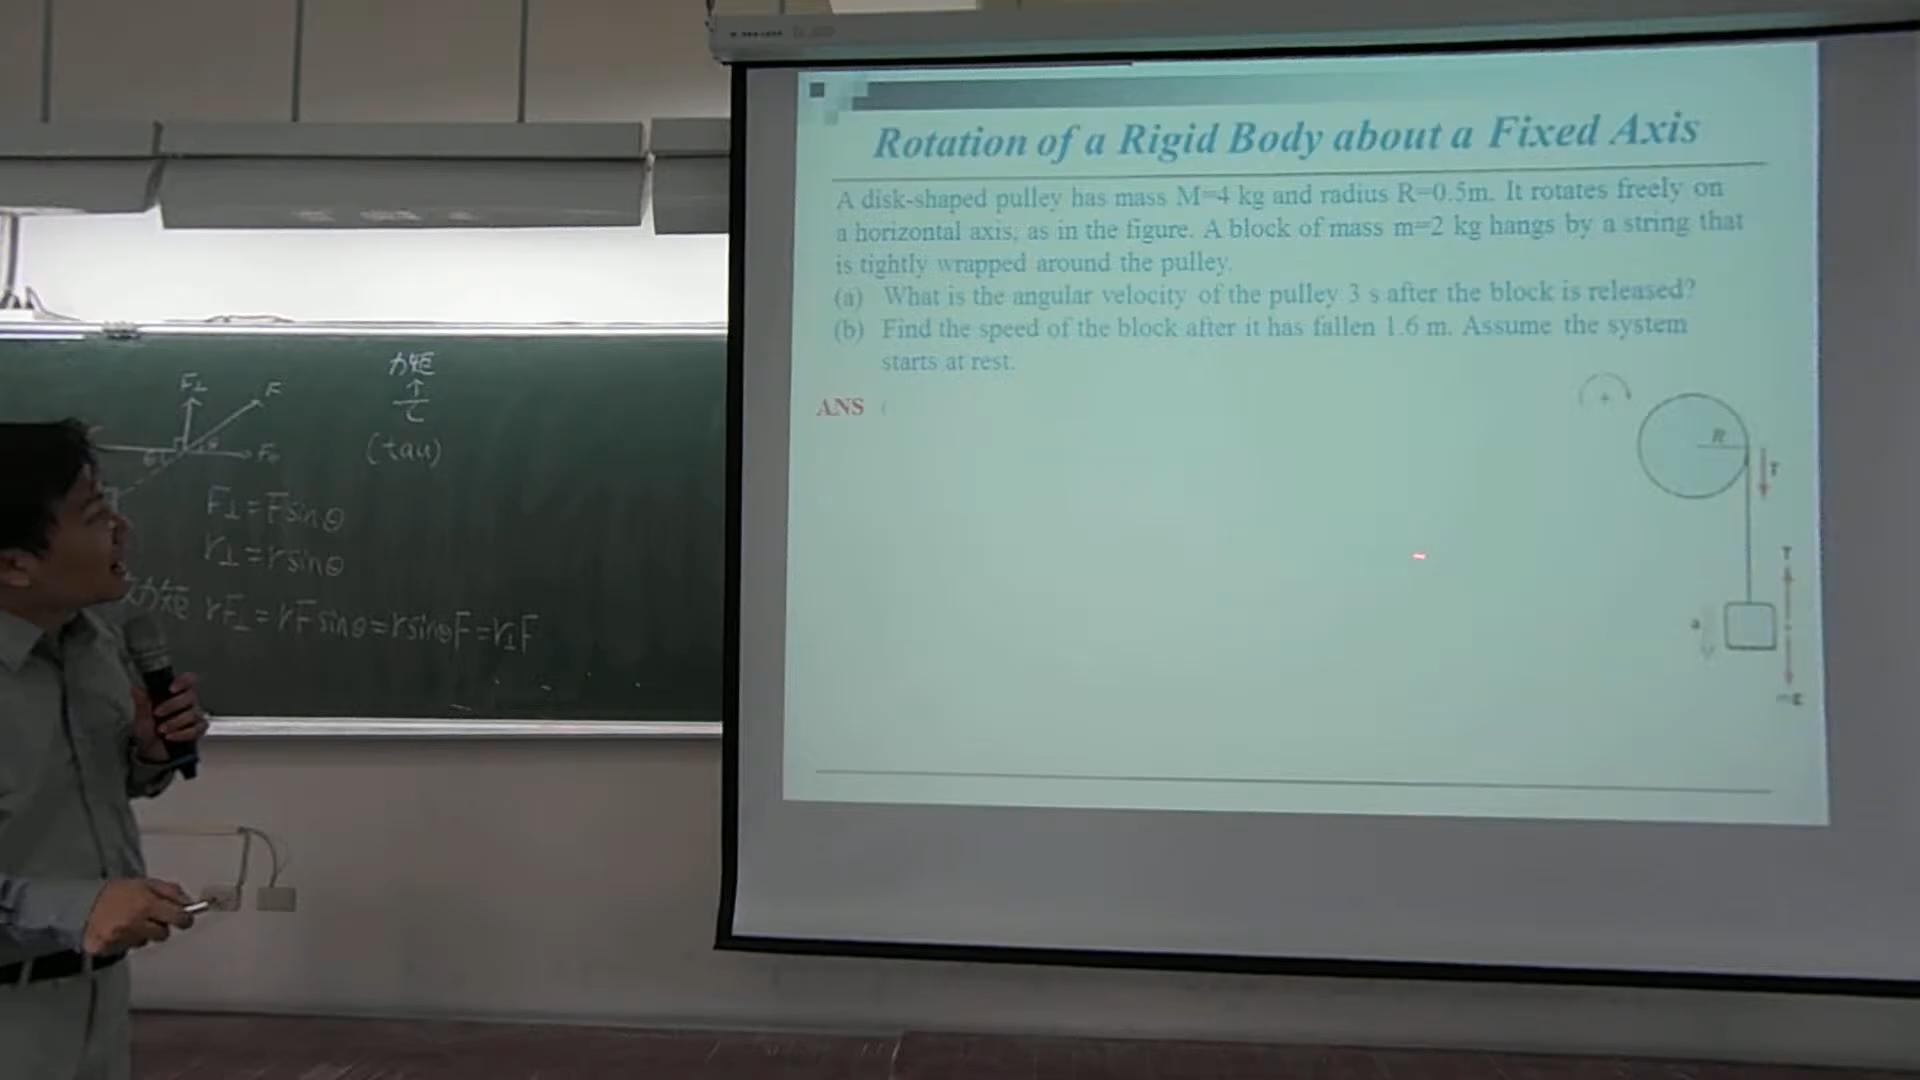 Rotation of a Rigid Body about a Fixed Axis
A disk-shaped pulley has mass M=4 kg and radius R=0.5m. It rotates freely on
a horizontal axis, as in the figure. A block of mass m=2 kg hangs by a string that
is tightly wrapped around the pulley.
(a) What is the angular velocity of the pulley 3 s after the block is released?
(b) Find the speed of the block after it has fallen 1.6 m. Assume the system
starts at rest.
ANS
R
T
T
a
mg
力矩
τ
(tau)
F⊥
F
F⊥=Fsinθ
r⊥=rsinθ
力矩 rF⊥=rFsinθ=rsinθF=r⊥F